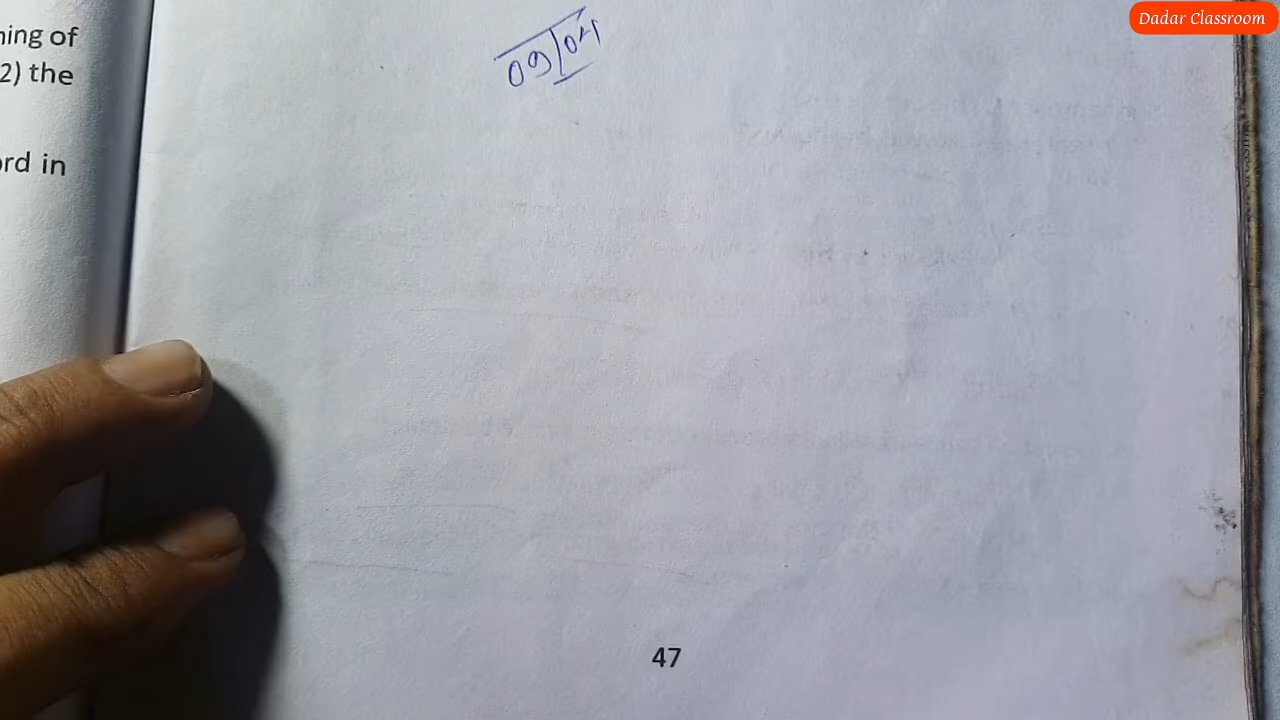 Dadar Classroom
ning of
2) the
ord in
09/04
47